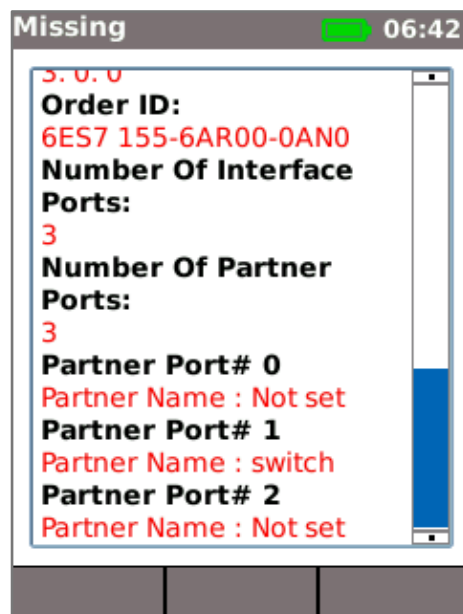 Missing
06:42
3. 0. 0
Order ID:
6ES7 155-6AR00-0AN0
Number Of Interface
Ports:
3
Number Of Partner
Ports:
3
Partner Port# 0
Partner Name : Not set
Partner Port# 1
Partner Name : switch
Partner Port# 2
Partner Name : Not set